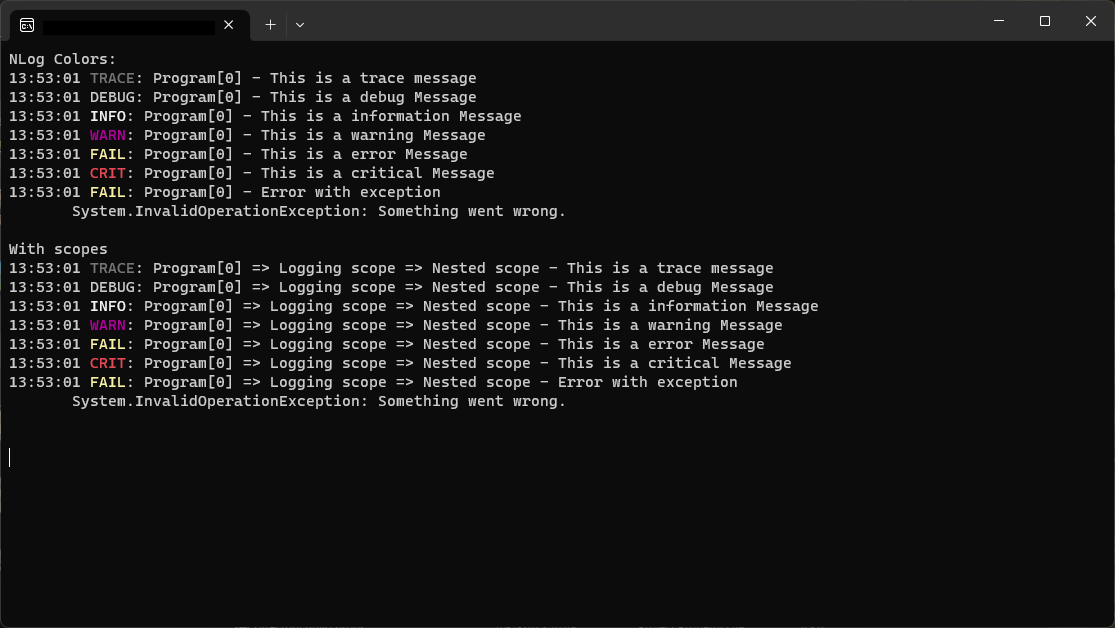 NLog Colors:
13:53:01 TRACE: Program[0] - This is a trace message
13:53:01 DEBUG: Program[0] - This is a debug Message
13:53:01 INFO: Program[0] - This is a information Message
13:53:01 WARN: Program[0] - This is a warning Message
13:53:01 FAIL: Program[0] - This is a error Message
13:53:01 CRIT: Program[0] - This is a critical Message
13:53:01 FAIL: Program[0] - Error with exception
System.InvalidOperationException: Something went wrong.
With scopes
13:53:01 TRACE: Program[0] => Logging scope => Nested scope - This is a trace message
13:53:01 DEBUG: Program[0] => Logging scope => Nested scope - This is a debug Message
13:53:01 INFO: Program[0] => Logging scope => Nested scope - This is a information Message
13:53:01 WARN: Program[0] => Logging scope => Nested scope - This is a warning Message
13:53:01 FAIL: Program[0] => Logging scope => Nested scope - This is a error Message
13:53:01 CRIT: Program[0] => Logging scope => Nested scope - This is a critical Message
13:53:01 FAIL: Program[0] => Logging scope => Nested scope - Error with exception
System.InvalidOperationException: Something went wrong.